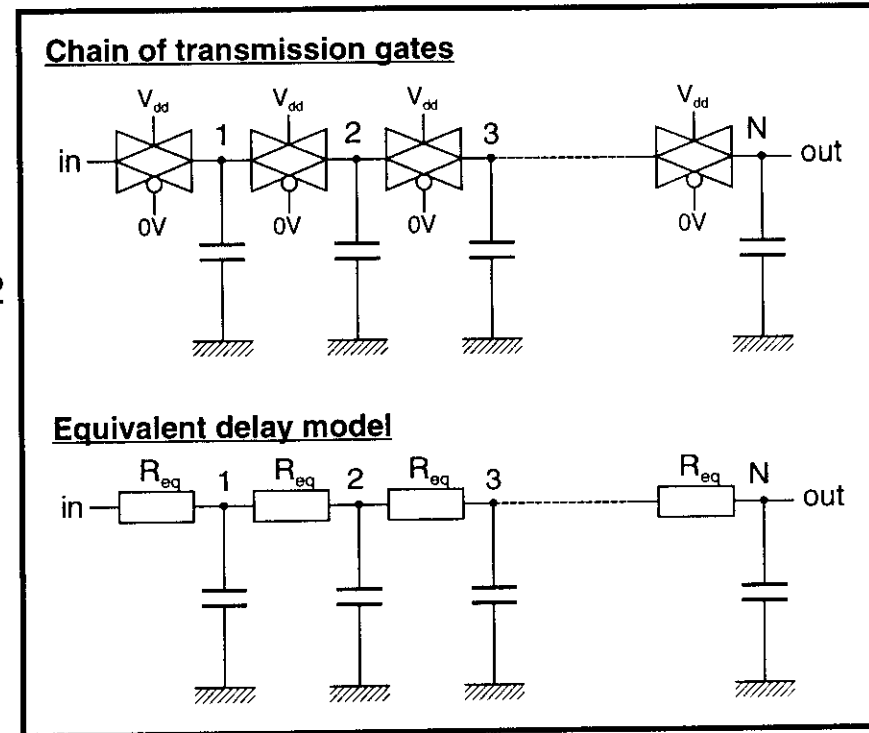 Chain of transmission gates
V_dd V_dd V_dd V_dd
in 1 2 3 N out
0V 0V 0V 0V
Equivalent delay model
R_eq 1 R_eq 2 R_eq 3 R_eq N
in out